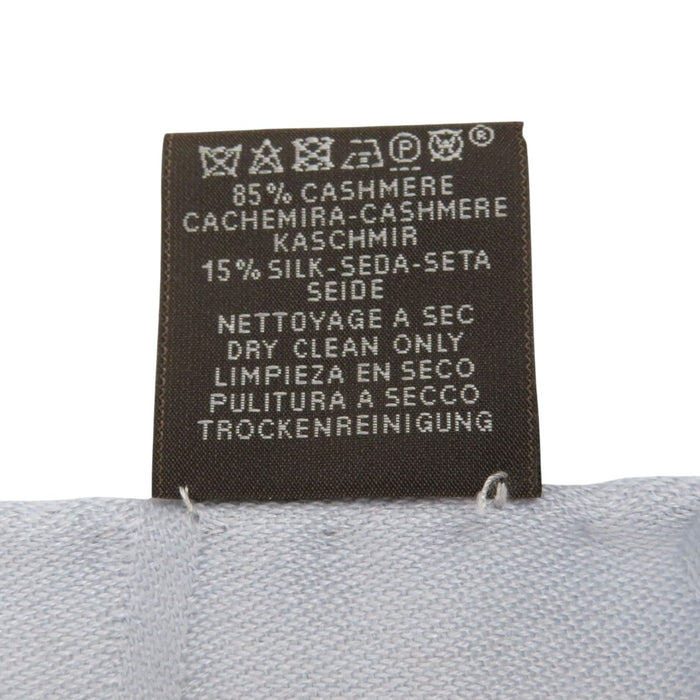 P W ®
85% CASHMERE
CACHEMIRA-CASHMERE
KASCHMIR
15% SILK-SEDA-SETA
SEIDE
NETTOYAGE A SEC
DRY CLEAN ONLY
LIMPIEZA EN SECO
PULITURA A SECCO
TROCKENREINIGUNG